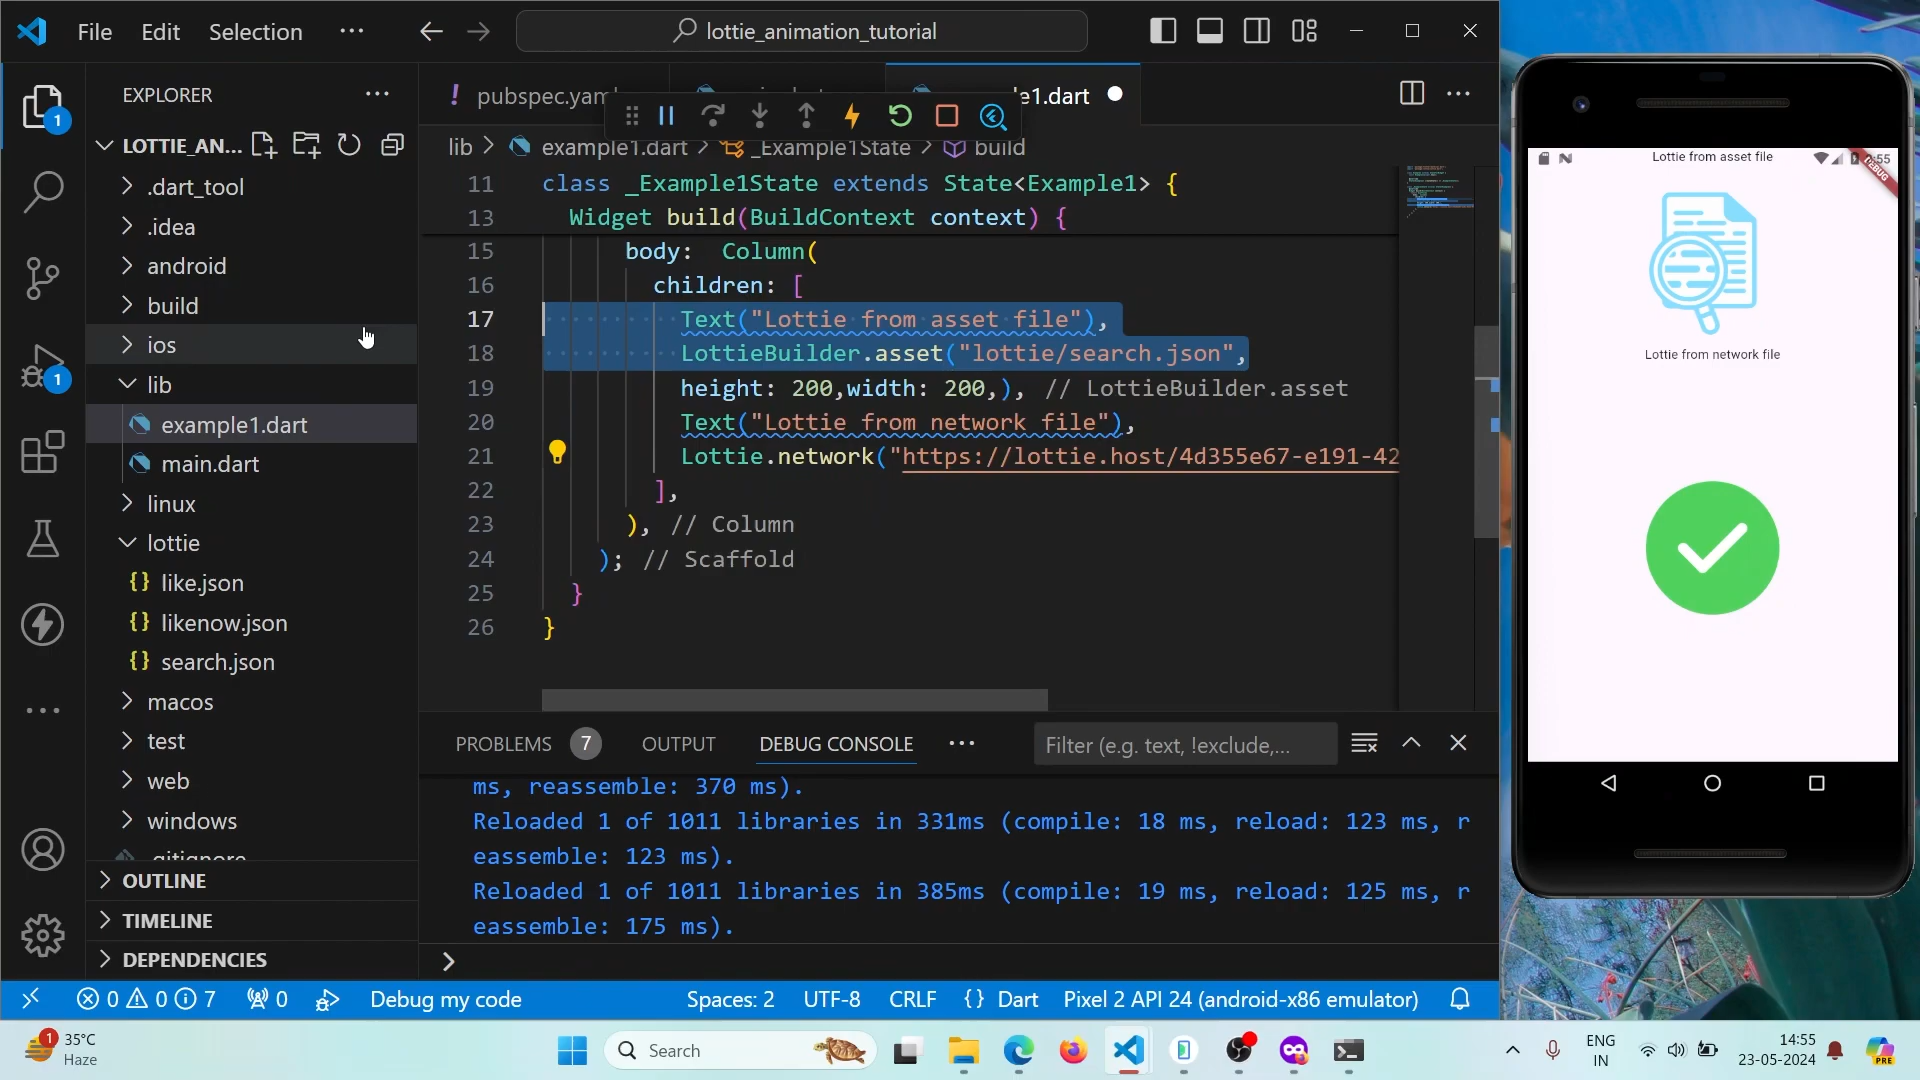 File
Edit
Selection
lottie_animation_tutorial
EXPLORER
pubspec.yam
e1.dart
1
LOTTIE_AN...
lib
example1.dart
_Example1State
build
.dart_tool
.idea
android
build
ios
lib
example1.dart
main.dart
linux
lottie
{} like.json
{} likenow.json
{} search.json
macos
test
web
windows
.gitignore
OUTLINE
TIMELINE
DEPENDENCIES
1
11 class _Example1State extends State<Example1> {
13 Widget build(BuildContext context) {
15 body: Column(
16 children: [
17 Text("Lottie from asset file"),
18 LottieBuilder.asset("lottie/search.json",
19 height: 200,width: 200,), // LottieBuilder.asset
20 Text("Lottie from network file"),
21 Lottie.network("https://lottie.host/4d355e67-e191-42
22 ],
23 ), // Column
24 ); // Scaffold
25 }
26 }
PROBLEMS 7
OUTPUT
DEBUG CONSOLE
Filter (e.g. text, !exclude,...
ms, reassemble: 370 ms).
Reloaded 1 of 1011 libraries in 331ms (compile: 18 ms, reload: 123 ms, r
eassemble: 123 ms).
Reloaded 1 of 1011 libraries in 385ms (compile: 19 ms, reload: 125 ms, r
eassemble: 175 ms).
0 0 7
0
Debug my code
Spaces: 2
UTF-8
CRLF
{} Dart
Pixel 2 API 24 (android-x86 emulator)
Lottie from asset file
DEBUG
Lottie from network file
1
35°C
Haze
Search
ENG
IN
14:55
23-05-2024
PRE